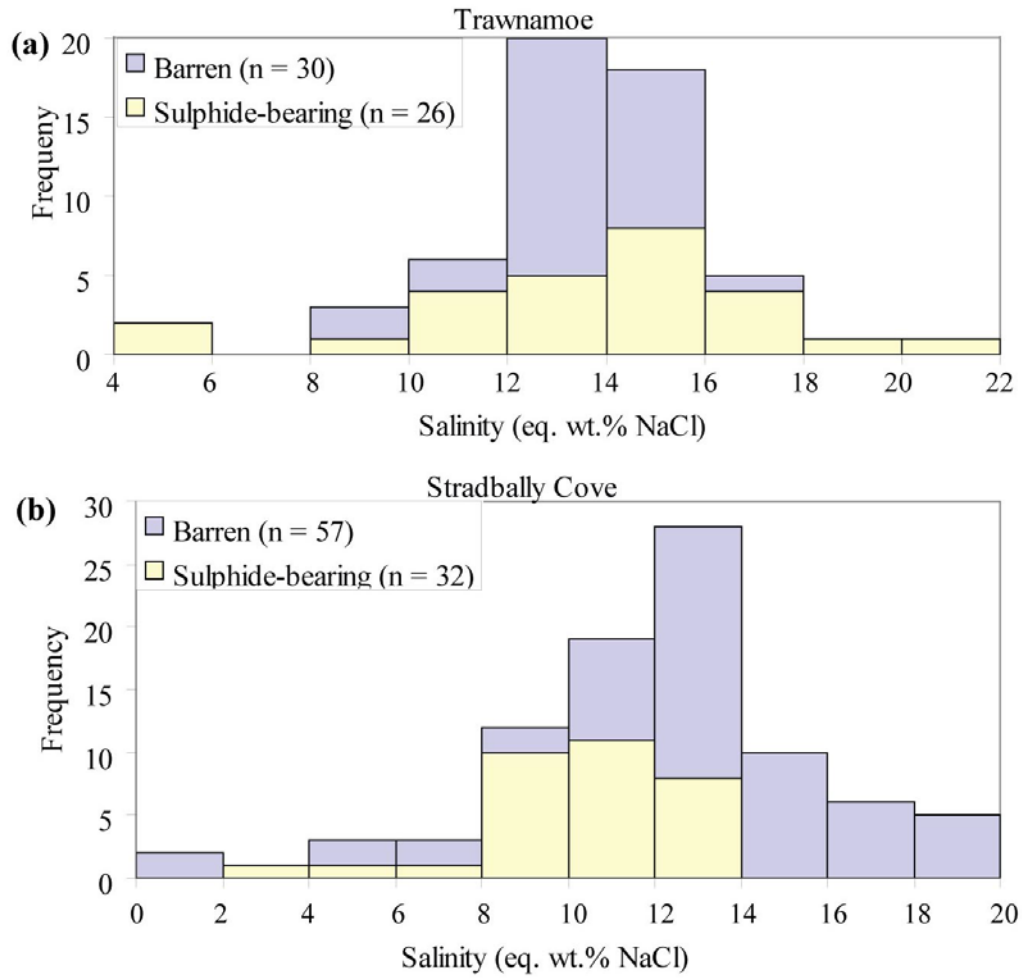 Trawnamoe
(a)
20
Barren (n = 30)
Sulphide-bearing (n = 26)
15
10
5
0
Frequeny
4 6 8 10 12 14 16 18 20 22
Salinity (eq. wt.% NaCl)
Stradbally Cove
(b)
30
Barren (n = 57)
Sulphide-bearing (n = 32)
25
20
15
10
5
0
Frequency
0 2 4 6 8 10 12 14 16 18 20
Salinity (eq. wt.% NaCl)